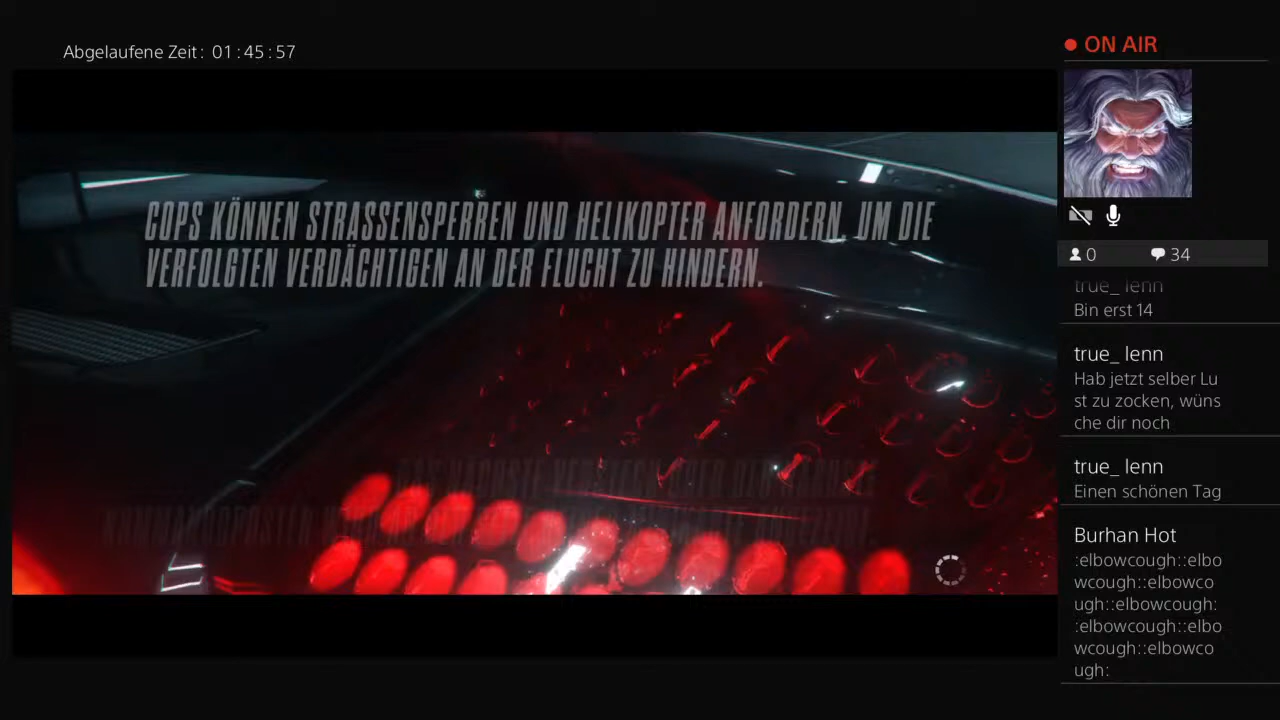 Abgelaufene Zeit: 01:45:57
ON AIR
COPS KÖNNEN STRASSENSPERREN UND HELIKOPTER ANFORDERN, UM DIE
VERFOLGTEN VERDÄCHTIGEN AN DER FLUCHT ZU HINDERN.
0 34
true_ lenn
Bin erst 14
true_ lenn
Hab jetzt selber Lu
st zu zocken, wüns
che dir noch
true_ lenn
Einen schönen Tag
Burhan Hot
:elbowcough::elbo
wcough::elbowco
ugh::elbowcough:
:elbowcough::elbo
wcough::elbowco
ugh: